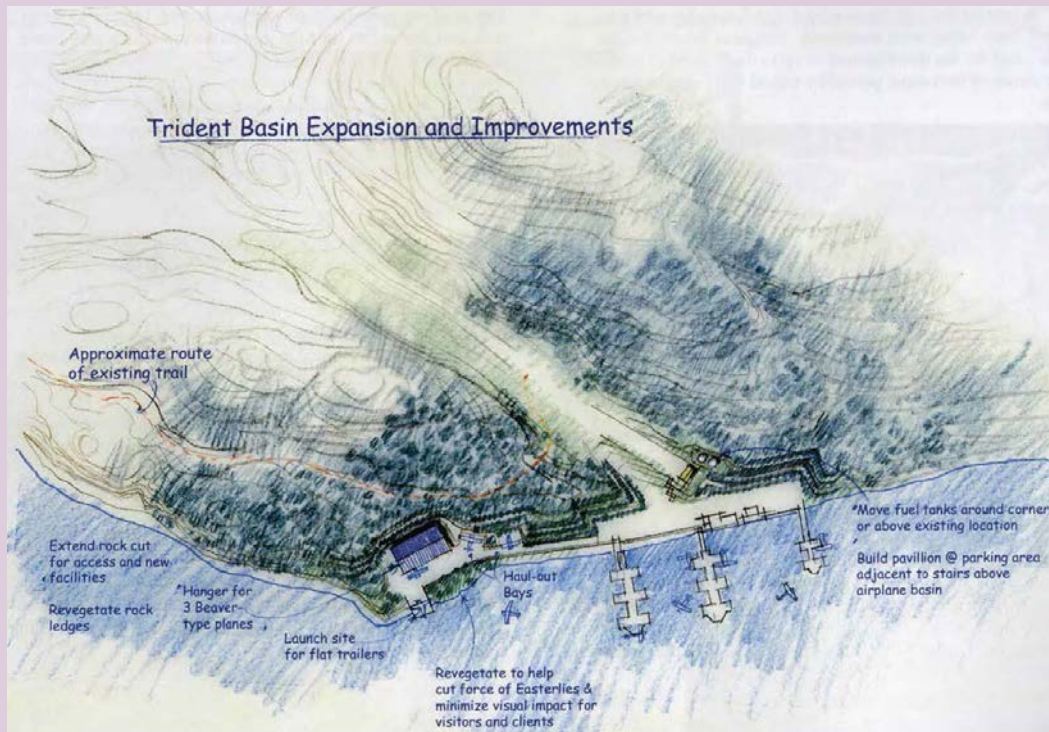 Trident Basin Expansion and Improvements
Approximate route
of existing trail
Extend rock cut
for access and new
facilities
Revegetate rock
ledges
Hanger for
3 Beaver-
type planes
Launch site
for flat trailers
Haul-out
Bays
Revegetate to help
cut force of Easterlies &
minimize visual impact for
visitors and clients
Move fuel tanks around corner
or above existing location
Build pavillion @ parking area
adjacent to stairs above
airplane basin